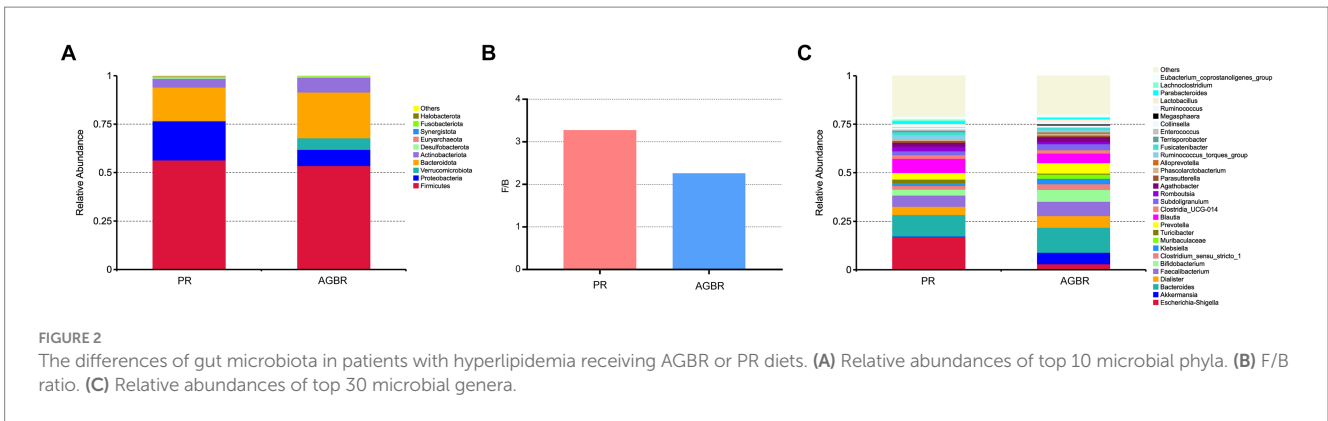 A
Relative Abundance
1
0.75
0.5
0.25
0
PR
AGBR
Others
Halobacterota
Fusobacteriota
Synergistota
Euryarchaeota
Desulfobacterota
Actinobacteriota
Bacteroidota
Verrucomicrobiota
Proteobacteria
Firmicutes
B
F/B
4
3
2
1
0
PR
AGBR
C
Relative Abundance
1
0.75
0.5
0.25
0
PR
AGBR
Others
Eubacterium_coprostanoligenes_group
Lachnoclostridium
Parabacteroides
Lactobacillus
Ruminococcus
Megasphaera
Collinsella
Enterococcus
Terrisporobacter
Fusicatenibacter
Ruminococcus_torques_group
Alloprevotella
Phascolarctobacterium
Parasutterella
Agathobacter
Romboutsia
Subdoligranulum
Clostridia_UCG-014
Blautia
Prevotella
Turicibacter
Muribaculaceae
Klebsiella
Clostridium_sensu_stricto_1
Bifidobacterium
Faecalibacterium
Dialister
Bacteroides
Akkermansia
Escherichia-Shigella
FIGURE 2
The differences of gut microbiota in patients with hyperlipidemia receiving AGBR or PR diets. (A) Relative abundances of top 10 microbial phyla. (B) F/B
ratio. (C) Relative abundances of top 30 microbial genera.